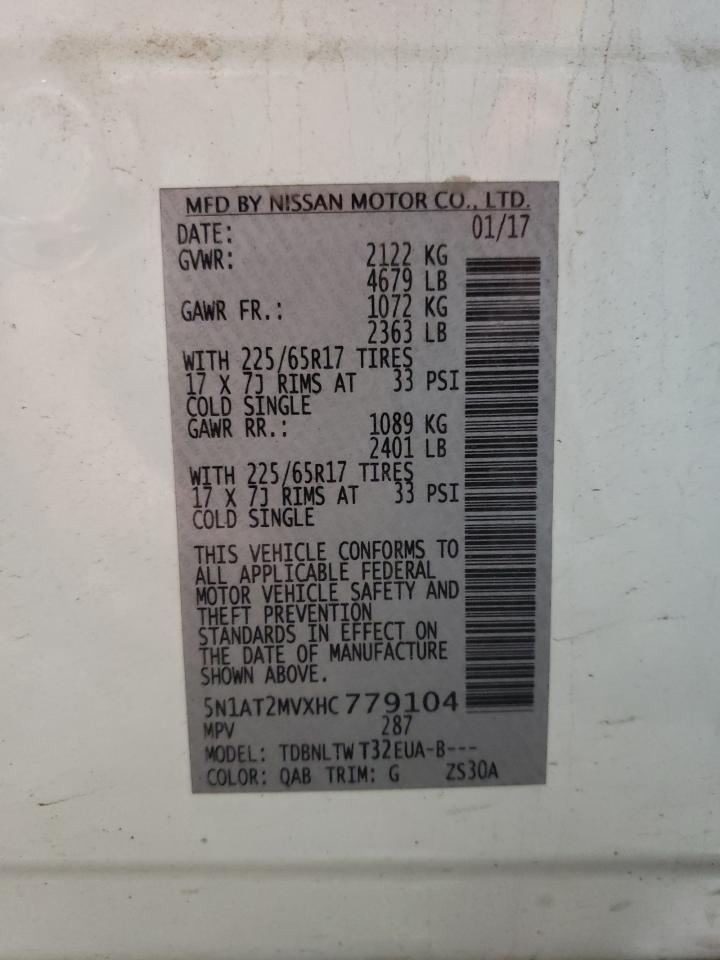 MFD BY NISSAN MOTOR CO., LTD.
DATE: 01/17
GVWR: 2122 KG
4679 LB
GAWR FR.: 1072 KG
2363 LB
WITH 225/65R17 TIRES
17 X 7J RIMS AT 33 PSI
COLD SINGLE
GAWR RR.: 1089 KG
2401 LB
WITH 225/65R17 TIRES
17 X 7J RIMS AT 33 PSI
COLD SINGLE
THIS VEHICLE CONFORMS TO
ALL APPLICABLE FEDERAL
MOTOR VEHICLE SAFETY AND
THEFT PREVENTION
STANDARDS IN EFFECT ON
THE DATE OF MANUFACTURE
SHOWN ABOVE.
5N1AT2MVXHC779104
MPV 287
MODEL: TDBNLTW T32EUA-B---
COLOR: QAB TRIM: G ZS30A